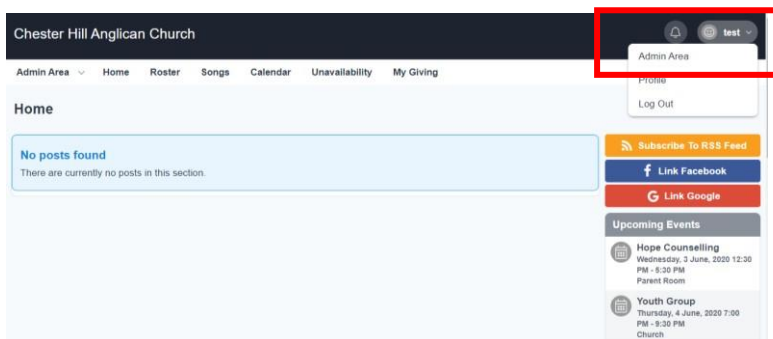 Chester Hill Anglican Church
test
Admin Area
Profile
Log Out
Admin Area Home Roster Songs Calendar Unavailability My Giving
Home
No posts found
There are currently no posts in this section.
Subscribe To RSS Feed
Link Facebook
Link Google
Upcoming Events
Hope Counselling
Wednesday, 3 June, 2020 12:30
PM - 5:30 PM
Parent Room
Youth Group
Thursday, 4 June, 2020 7:00
PM - 9:30 PM
Church